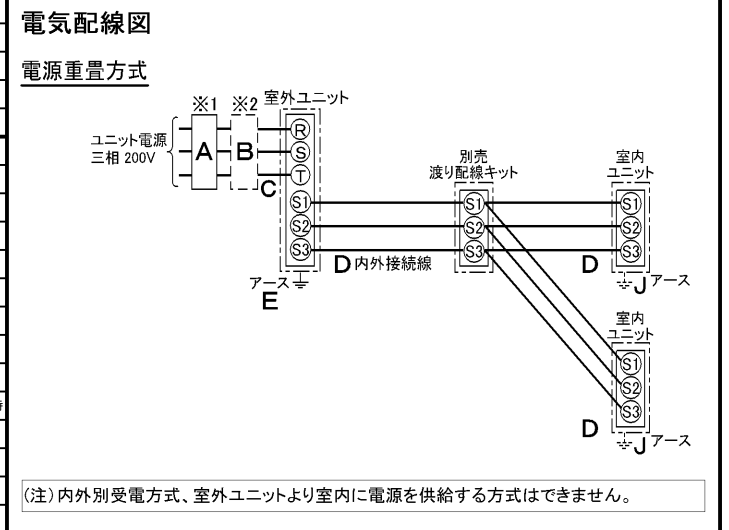 電気配線図
電源重畳方式
※1 ※2 室外ユニット
ユニット電源
三相 200V
A B C
R
S
T
S1
S2
S3
アース
E
D 内外接続線
別売
渡り配線キット
S1
S2
S3
室内
ユニット
S1
S2
S3
D
J アース
室内
ユニット
S1
S2
S3
D
J アース
(注) 内外別受電方式、室外ユニットより室内に電源を供給する方式はできません。